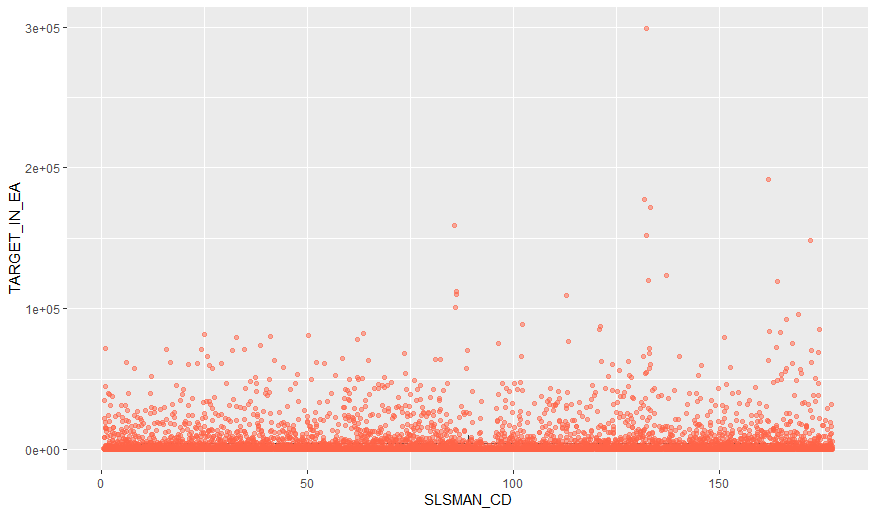 3e+05
2e+05
1e+05
0e+00
TARGET_IN_EA
0
50
100
150
SLSMAN_CD